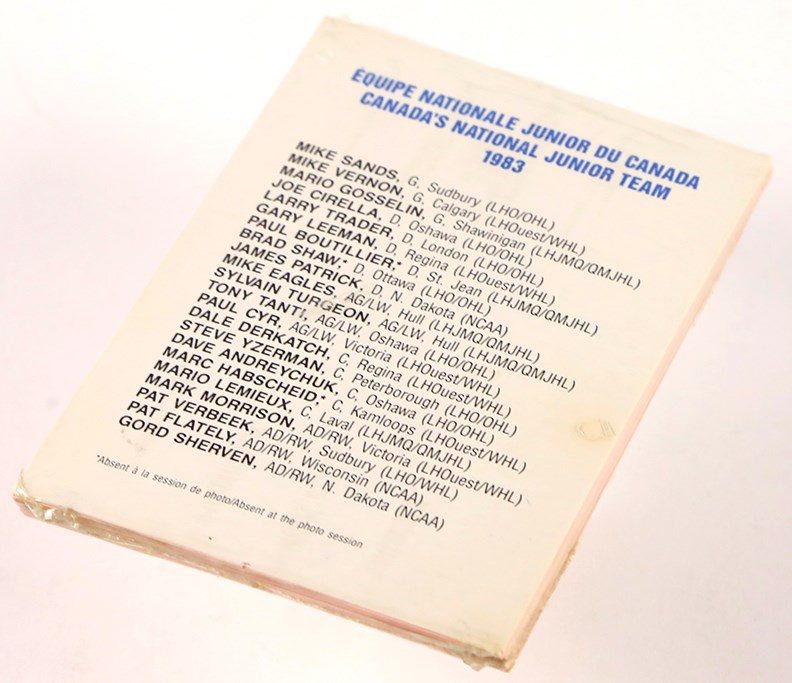 ÉQUIPE NATIONALE JUNIOR DU CANADA
CANADA'S NATIONAL JUNIOR TEAM
1983
MIKE SANDS, G, Sudbury (LHO/OHL)
MIKE VERNON, G, Calgary (LHOuest/WHL)
MARIO GOSSELIN, G, Shawinigan (LHJMQ/QMJHL)
JOE CIRELLA, D, Oshawa (LHO/OHL)
LARRY TRADER, D, London (LHO/OHL)
GARY LEEMAN, D, Regina (LHOuest/WHL)
PAUL BOUTILLIER,* D, St. Jean (LHJMQ/QMJHL)
BRAD SHAW,* D, Ottawa (LHO/OHL)
JAMES PATRICK, D, N. Dakota (NCAA)
MIKE EAGLES, AG/LW, Hull (LHJMQ/QMJHL)
SYLVAIN TURGEON, AG/LW, Hull (LHJMQ/QMJHL)
TONY TANTI, AG/LW, Oshawa (LHO/OHL)
PAUL CYR, AG/LW, Victoria (LHOuest/WHL)
DALE DERKATCH, C, Regina (LHOuest/WHL)
STEVE YZERMAN, C, Peterborough (LHO/OHL)
DAVE ANDREYCHUK, C, Oshawa (LHO/OHL)
MARC HABSCHEID,* C, Kamloops (LHOuest/WHL)
MARIO LEMIEUX, C, Laval (LHJMQ/QMJHL)
MARK MORRISON, AD/RW, Victoria (LHOuest/WHL)
PAT VERBEEK, AD/RW, Sudbury (LHO/WHL)
PAT FLATELY, AD/RW, Wisconsin (NCAA)
GORD SHERVEN, AD/RW, N. Dakota (NCAA)
*Absent à la session de photo/Absent at the photo session